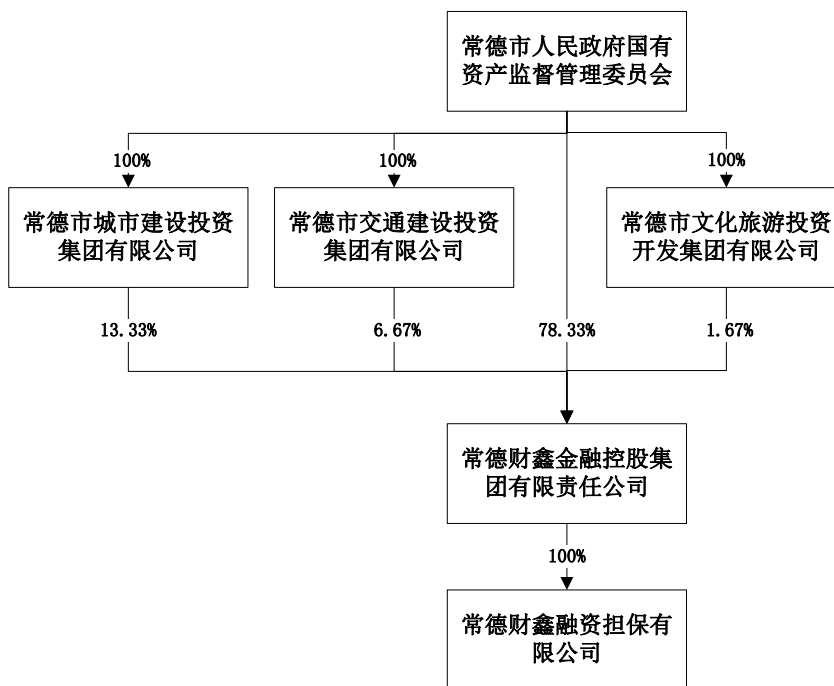 常德市人民政府国有
资产监督管理委员会
100%
100%
100%
常德市城市建设投资
集团有限公司
常德市交通建设投资
集团有限公司
常德市文化旅游投资
开发集团有限公司
13.33%
6.67%
78.33%
1.67%
常德财鑫金融控股集
团有限责任公司
100%
常德财鑫融资担保有
限公司